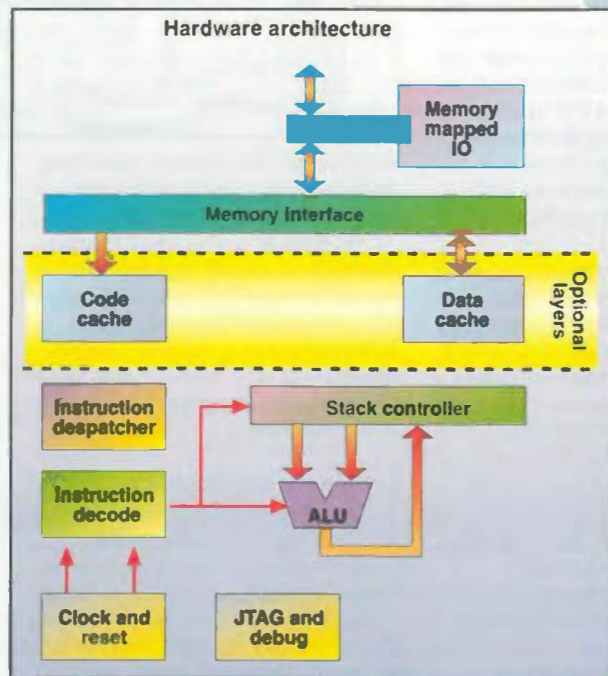 Hardware architecture
Memory
mapped
IO
Memory interface
Code
cache
Data
cache
Optional
layers
Instruction
despatcher
Stack controller
Instruction
decode
ALU
Clock and
reset
JTAG and
debug